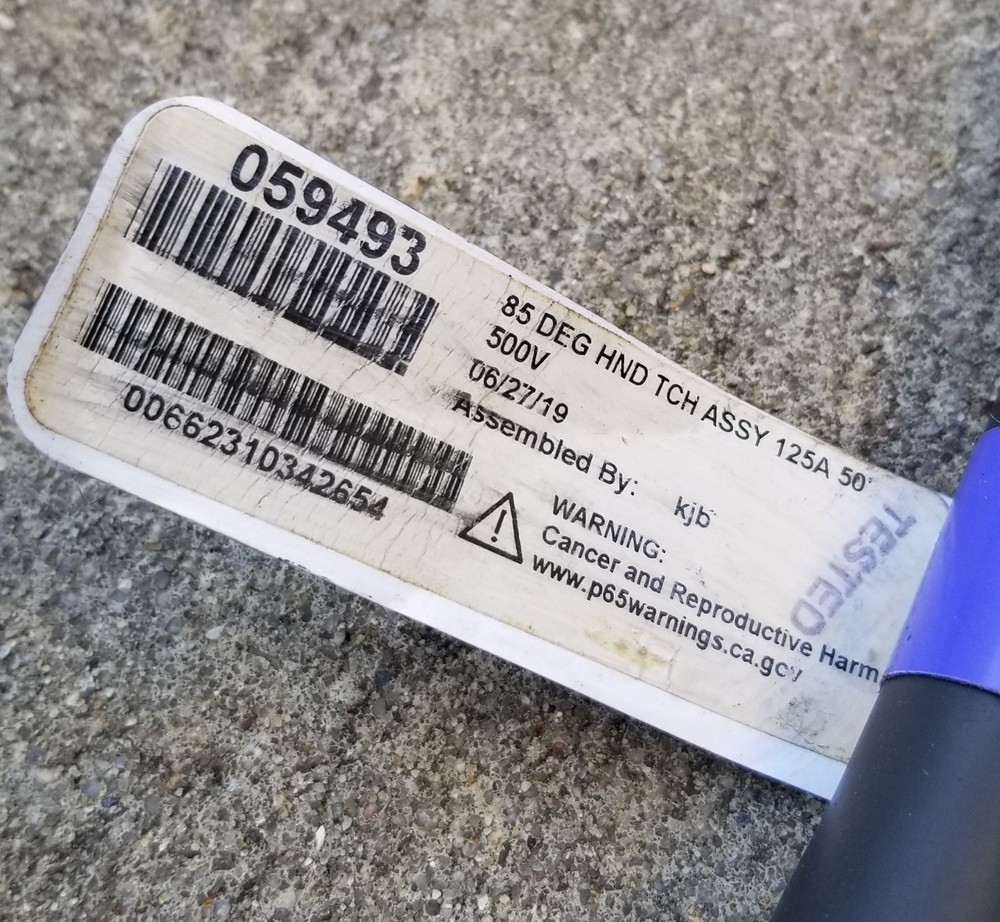 059493
00662310342654
85 DEG HND TCH ASSY 125A 50'
500V
06/27/19
Assembled By: kjb
WARNING:
Cancer and Reproductive Harm
www.p65warnings.ca.gov
TESTED